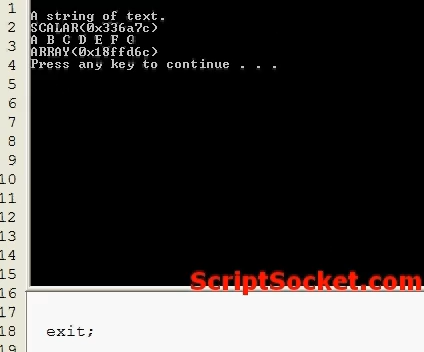 1
A string of text.
2 SCALAR(0x336a7c)
A B C D E F G
3 ARRAY(0x18ffd6c)
4 Press any key to continue . . .
5
6
7
8
9
10
11
12
13
14
15 ScriptSocket.com
16
17
18 exit;
19